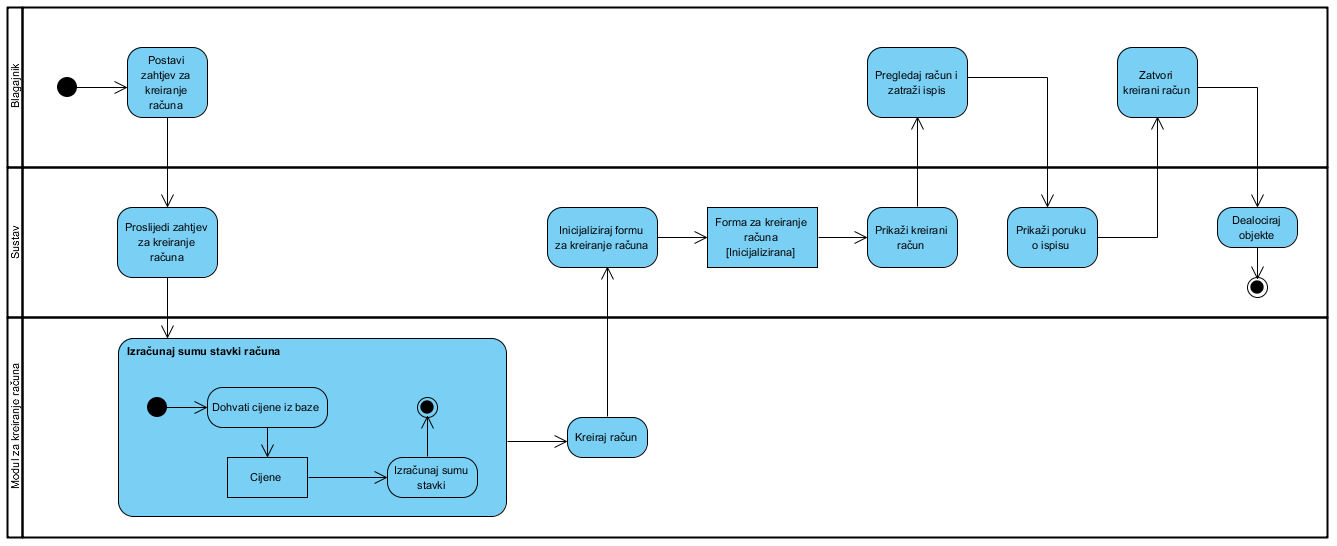 Blagajnik
Postavi
zahtjev za
kreiranje
računa
Pregledaj račun i
zatraži ispis
Zatvori
kreirani račun
Sustav
Proslijedi zahtjev
za kreiranje
računa
Inicijaliziraj formu
za kreiranje računa
Forma za kreiranje
računa
[Inicijalizirana]
Prikaži kreirani
račun
Prikaži poruku
o ispisu
Dealociraj
objekte
Modul za kreiranje računa
Izračunaj sumu stavki računa
Dohvati cijene iz baze
Cijene
Izračunaj sumu
stavki
Kreiraj račun